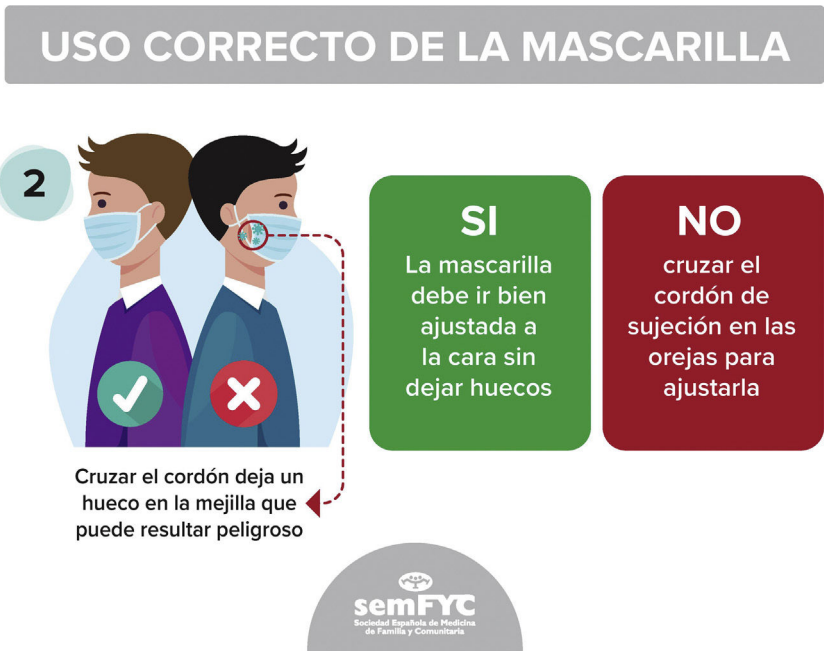 USO CORRECTO DE LA MASCARILLA
2
SI
La mascarilla
debe ir bien
ajustada a
la cara sin
dejar huecos
NO
cruzar el
cordón de
sujeción en las
orejas para
ajustarla
Cruzar el cordón deja un
hueco en la mejilla que
puede resultar peligroso
semFYC
Sociedad Española de Medicina
de Familia y Comunitaria